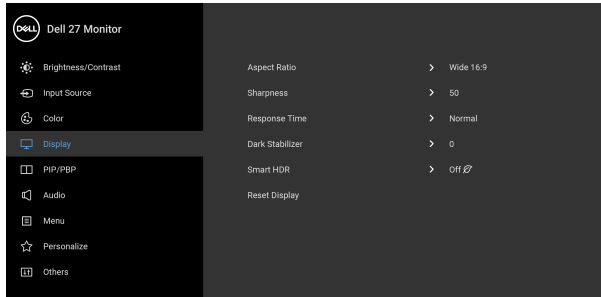 DELL Dell 27 Monitor
Brightness/Contrast
Input Source
Color
Display
PIP/PBP
Audio
Menu
Personalize
Others
Aspect Ratio Wide 16:9
Sharpness 50
Response Time Normal
Dark Stabilizer 0
Smart HDR Off
Reset Display